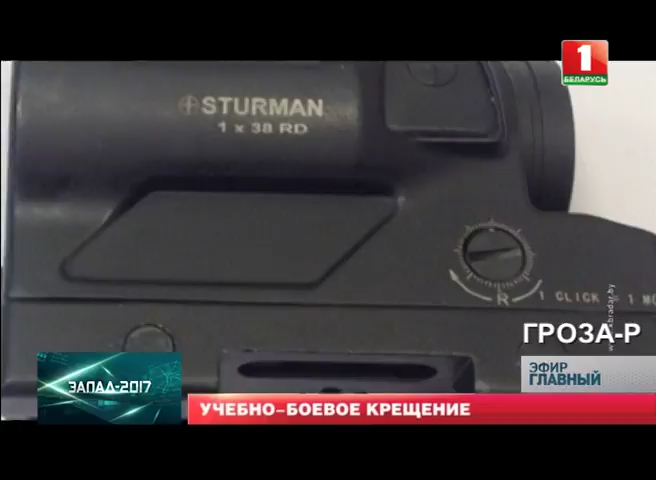 1
БЕЛАРУСЬ
STURMAN
1 x 38 RD
R
1 CLICK = 1 MO
ГРОЗА-Р
ЭФИР
ГЛАВНЫЙ
ЗАПАД-2017
УЧЕБНО-БОЕВОЕ КРЕЩЕНИЕ